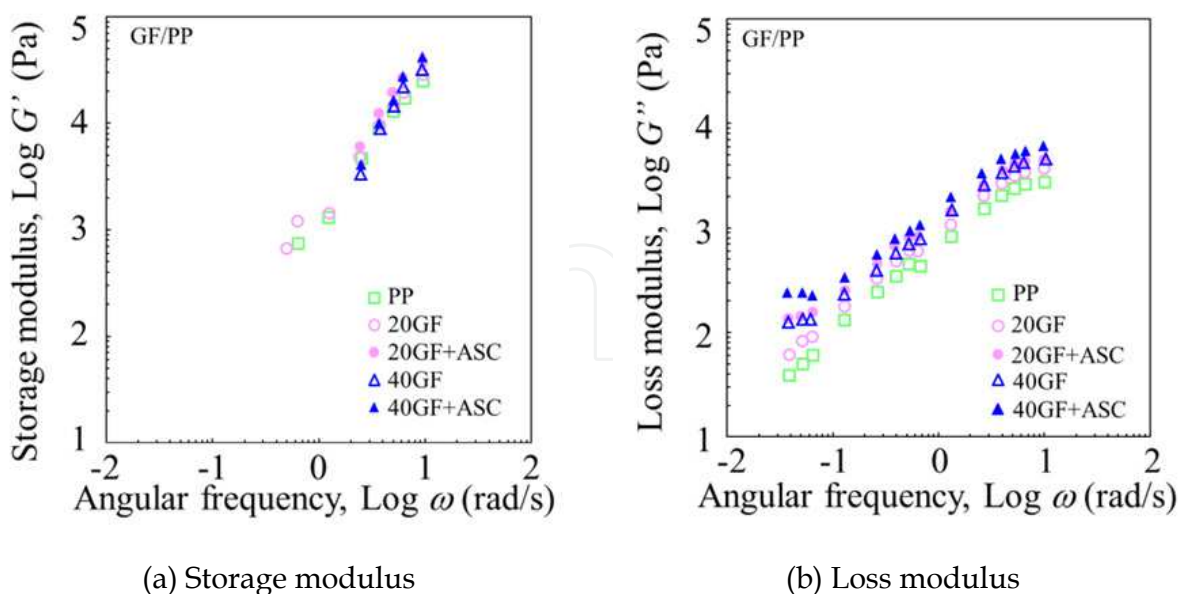 GF/PP
Storage modulus, Log G' (Pa)
5
4
3
2
1
PP
20GF
20GF+ASC
40GF
40GF+ASC
-2 -1 0 1 2
Angular frequency, Log ω (rad/s)
(a) Storage modulus
GF/PP
Loss modulus, Log G'' (Pa)
5
4
3
2
1
PP
20GF
20GF+ASC
40GF
40GF+ASC
-2 -1 0 1 2
Angular frequency, Log ω (rad/s)
(b) Loss modulus